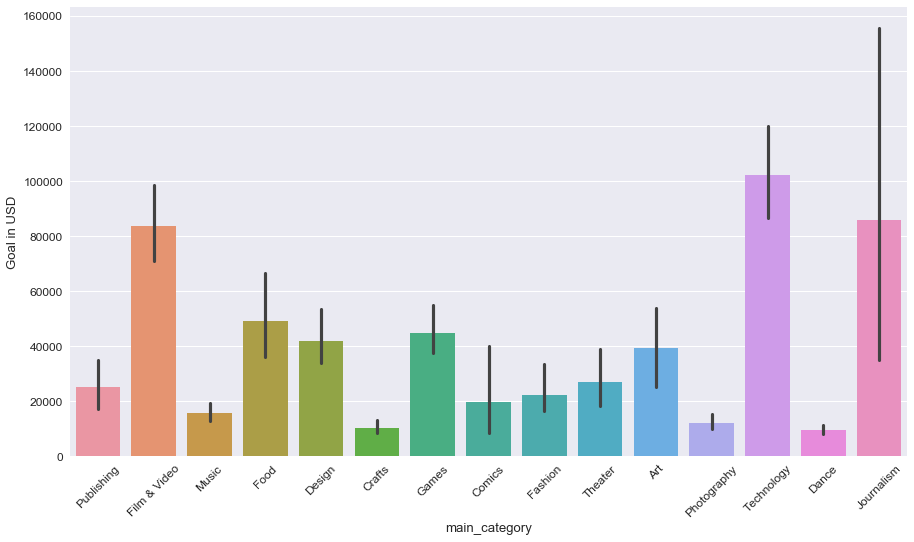 160000
140000
120000
100000
80000
60000
40000
20000
0
Goal in USD
Publishing
Film & Video
Music
Food
Design
Crafts
Games
Comics
Fashion
Theater
Art
Photography
Technology
Dance
Journalism
main_category